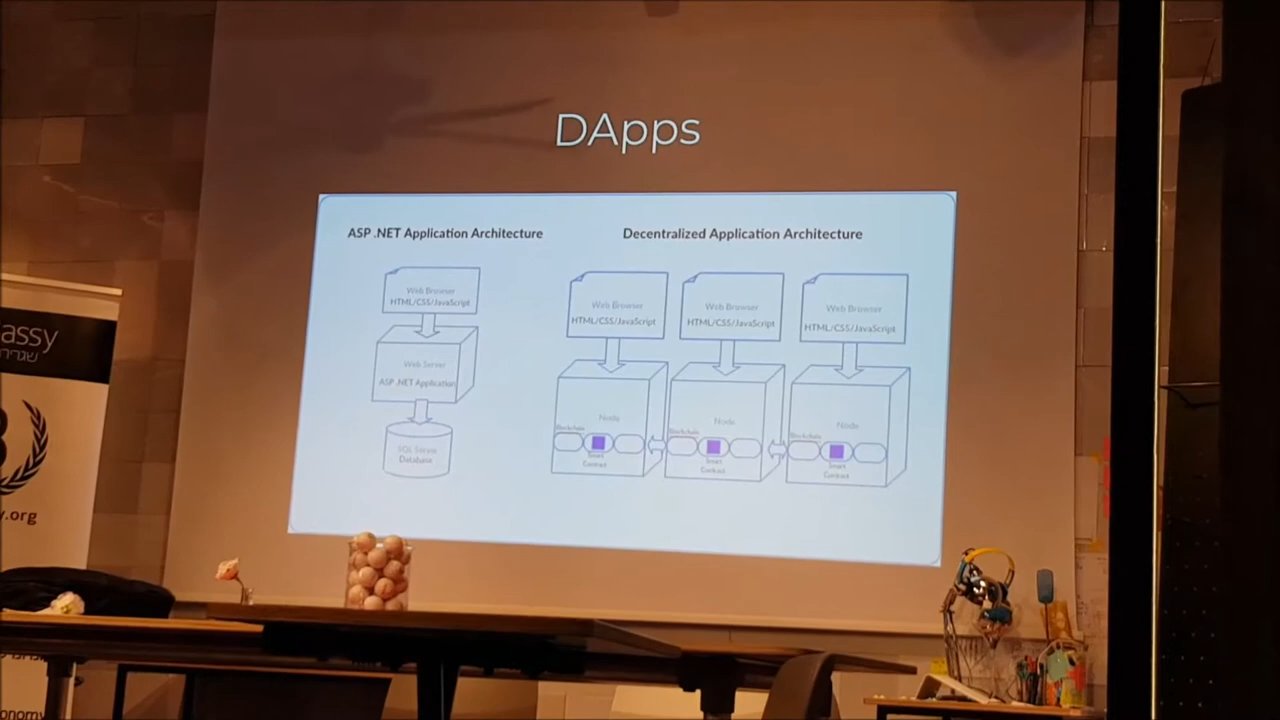 DApps
ASP .NET Application Architecture
Web Browser
HTML/CSS/JavaScript
Web Server
ASP .NET Application
SQL Server
Database
Decentralized Application Architecture
Web Browser
HTML/CSS/JavaScript
Web Browser
HTML/CSS/JavaScript
Web Browser
HTML/CSS/JavaScript
Node
Blockchain
Smart
Contract
Node
Blockchain
Smart
Contract
Node
Blockchain
Smart
Contract
assy
שגריר
y.org
onomy